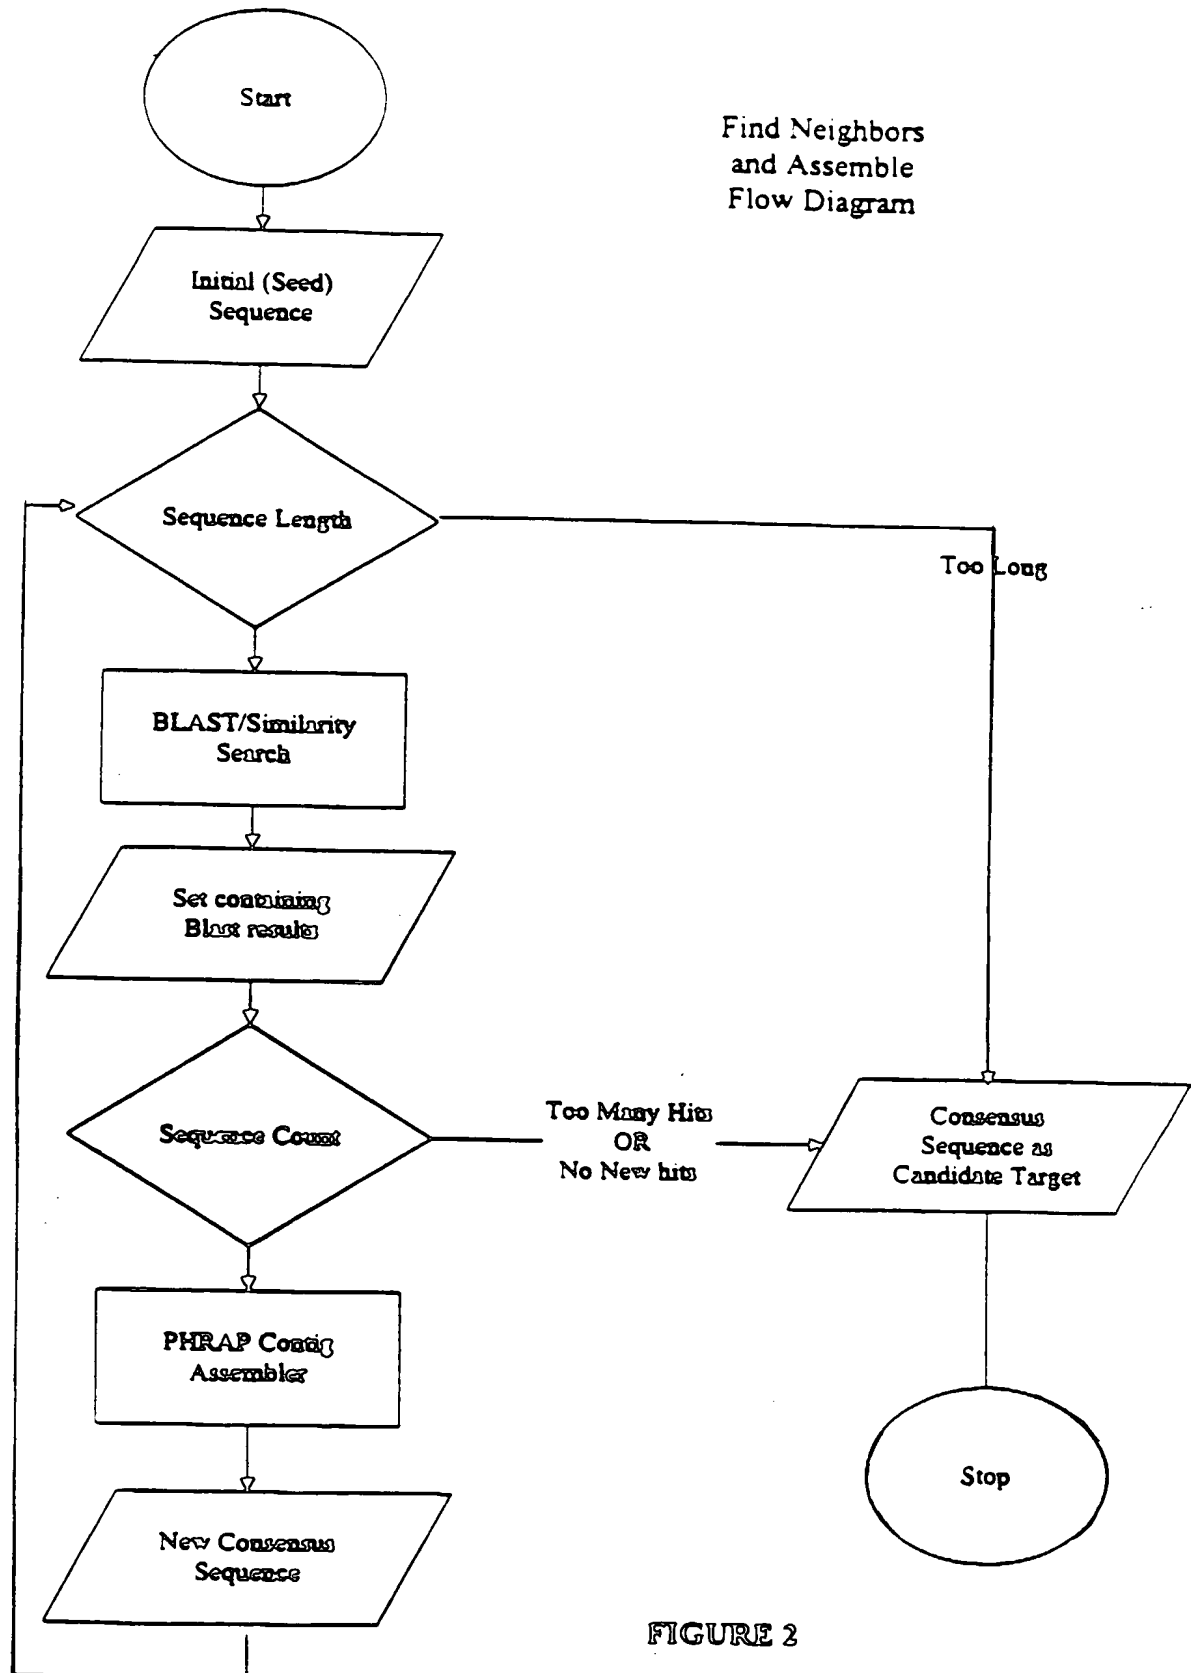 Start
Find Neighbors
and Assemble
Flow Diagram
Initial (Seed)
Sequence
Sequence Length
Too Long
BLAST/Similarity
Search
Set containing
Blast results
Sequence Count
Too Many Hits
OR
No New hits
Consensus
Sequence as
Candidate Target
PHRAP Contig
Assembler
Stop
New Consensus
Sequence
FIGURE 2